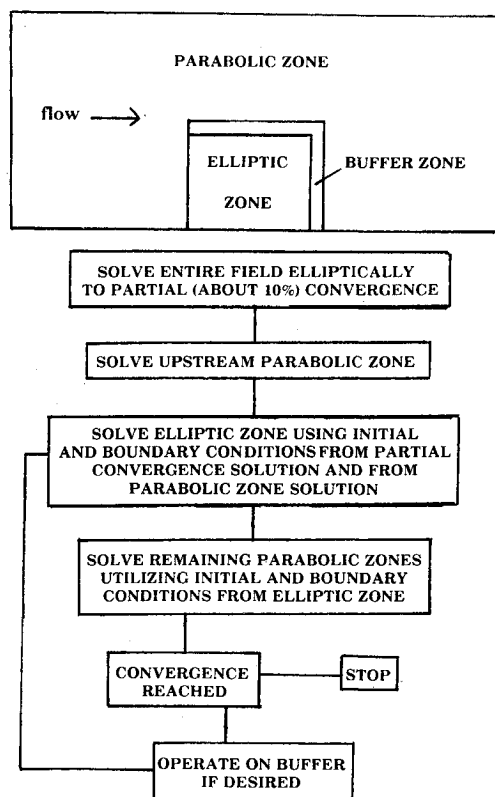 PARABOLIC ZONE
flow
ELLIPTIC
ZONE
BUFFER ZONE
SOLVE ENTIRE FIELD ELLIPTICALLY
TO PARTIAL (ABOUT 10%) CONVERGENCE
SOLVE UPSTREAM PARABOLIC ZONE
SOLVE ELLIPTIC ZONE USING INITIAL
AND BOUNDARY CONDITIONS FROM PARTIAL
CONVERGENCE SOLUTION AND FROM
PARABOLIC ZONE SOLUTION
SOLVE REMAINING PARABOLIC ZONES
UTILIZING INITIAL AND BOUNDARY
CONDITIONS FROM ELLIPTIC ZONE
CONVERGENCE
REACHED
STOP
OPERATE ON BUFFER
IF DESIRED